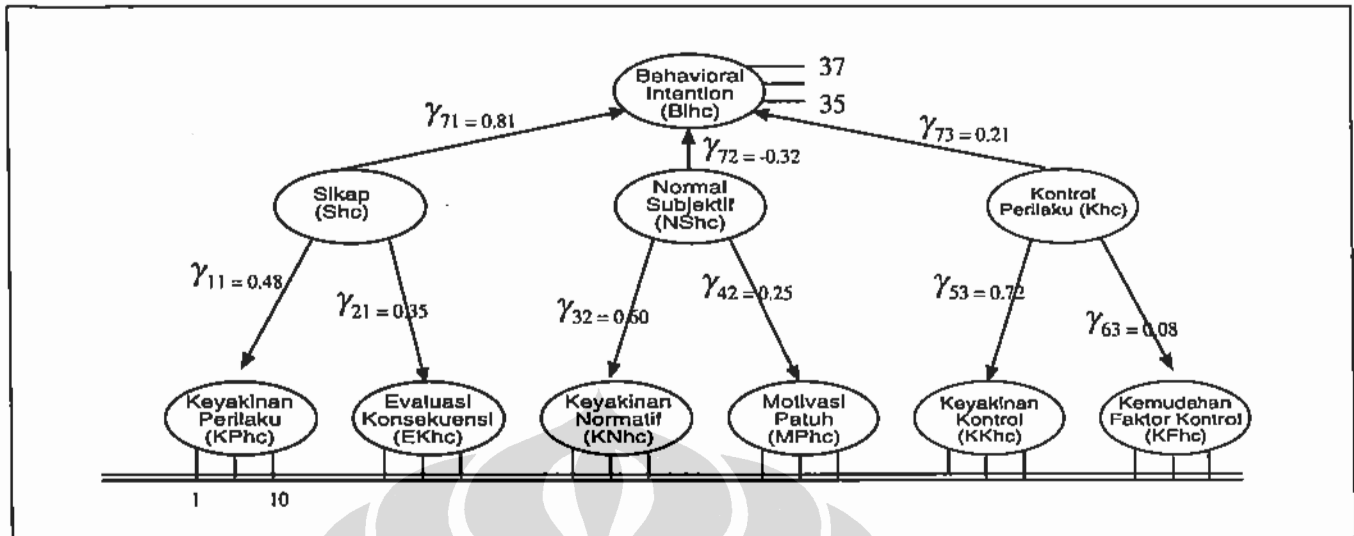 Behavioral
Intention
(BIhc)
37
35
γ71 = 0,81
γ72 = -0.32
γ73 = 0.21
Sikap
(Shc)
Normal
Subjektif
(NShc)
Kontrol
Perilaku (Khc)
γ11 = 0.48
γ21 = 0.35
γ32 = 0.60
γ42 = 0.25
γ53 = 0.72
γ63 = 0.08
Keyakinan
Perilaku
(KPhc)
Evaluasi
Konsekuensi
(EKhc)
Keyakinan
Normatif
(KNhc)
Motivasi
Patuh
(MPhc)
Keyakinan
Kontrol
(KKhc)
Kemudahan
Faktor Kontrol
(KFhc)
1
10